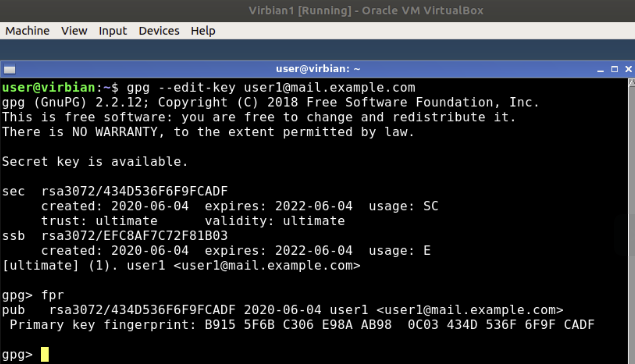 Virbian1 [Running] - Oracle VM VirtualBox
Machine View Input Devices Help
user@virbian: ~
user@virbian:~$ gpg --edit-key user1@mail.example.com
gpg (GnuPG) 2.2.12; Copyright (C) 2018 Free Software Foundation, Inc.
This is free software: you are free to change and redistribute it.
There is NO WARRANTY, to the extent permitted by law.
Secret key is available.
sec  rsa3072/434D536F6F9FCADF
     created: 2020-06-04  expires: 2022-06-04  usage: SC
     trust: ultimate      validity: ultimate
ssb  rsa3072/EFC8AF7C72F81B03
     created: 2020-06-04  expires: 2022-06-04  usage: E
[ultimate] (1). user1 <user1@mail.example.com>
gpg> fpr
pub   rsa3072/434D536F6F9FCADF 2020-06-04 user1 <user1@mail.example.com>
 Primary key fingerprint: B915 5F6B C306 E98A AB98  0C03 434D 536F 6F9F CADF
gpg>